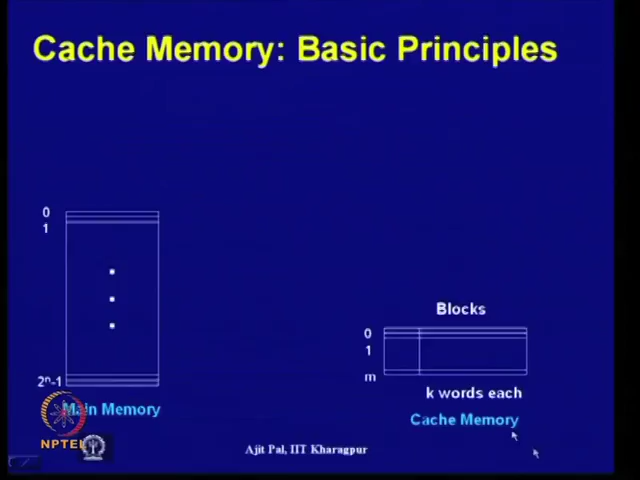 Cache Memory: Basic Principles
0
1
2ⁿ-1
Main Memory
Blocks
0
1
m
k words each
Cache Memory
NPTEL
Ajit Pal, IIT Kharagpur